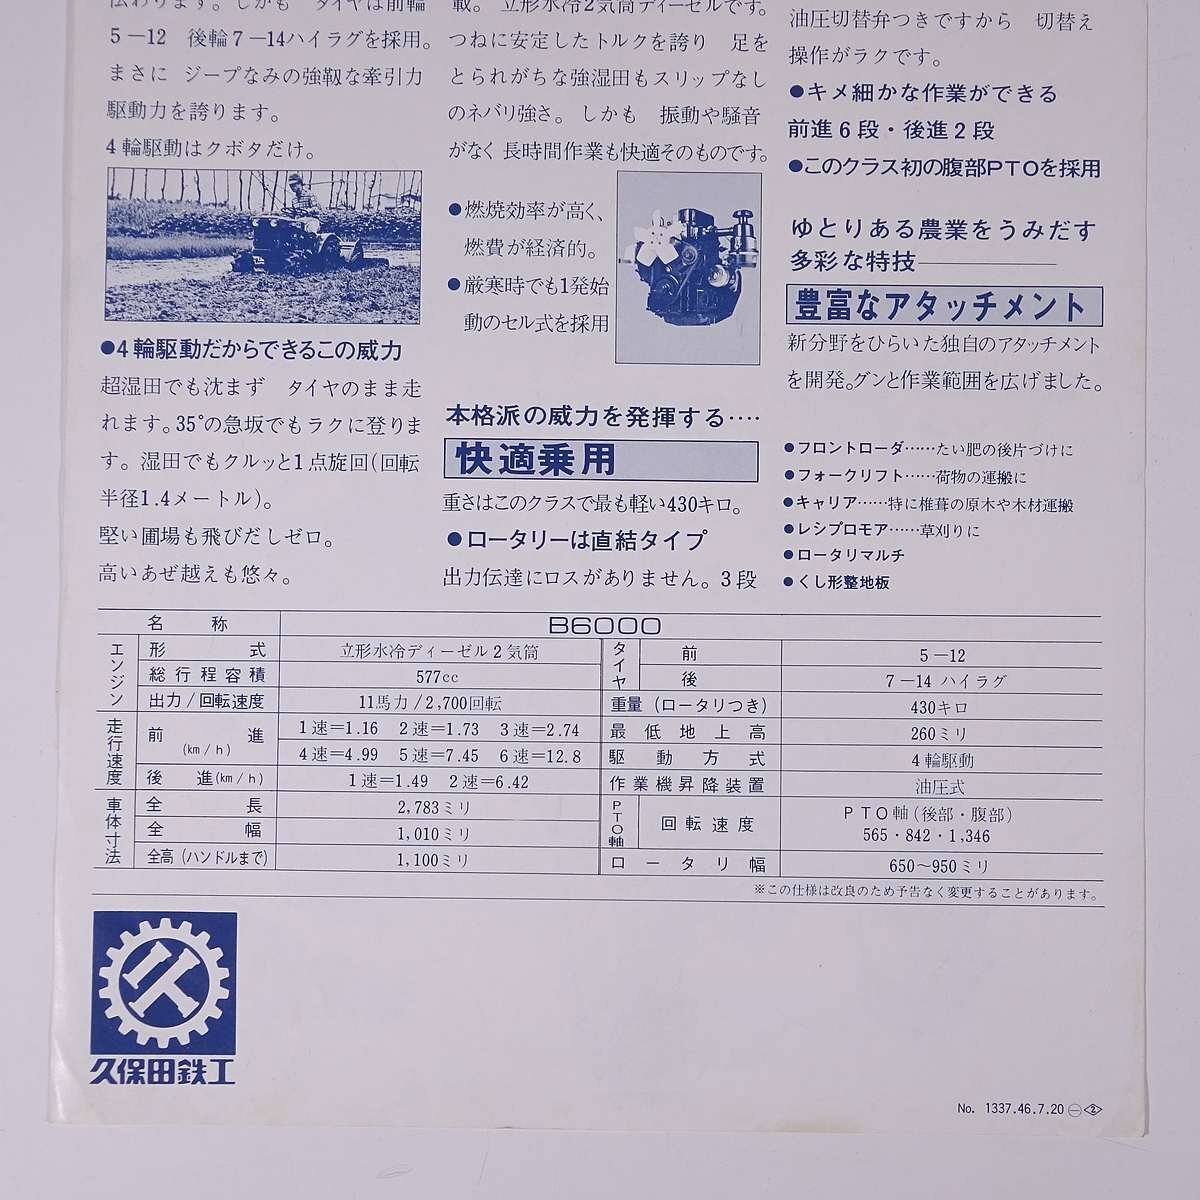 伝わります。しかも　タイヤは前輪
5－12　後輪7－14ハイラグを採用。
まさに　ジープなみの強靱な牽引力
駆動力を誇ります。
4輪駆動はクボタだけ。
●4輪駆動だからできるこの威力
超湿田でも沈まず　タイヤのまま走
れます。35°の急坂でもラクに登りま
す。湿田でもクルッと1点旋回(回転
半径1.4メートル)。
堅い圃場も飛びだしゼロ。
高いあぜ越えも悠々。
載。 立形水冷2気筒ディーゼルです。
つねに安定したトルクを誇り　足を
とられがちな強湿田もスリップなし
のネバリ強さ。しかも　振動や騒音
がなく長時間作業も快適そのものです。
●燃焼効率が高く、
燃費が経済的。
●厳寒時でも1発始
動のセル式を採用
本格派の威力を発揮する‥‥
快適乗用
重さはこのクラスで最も軽い430キロ。
●ロータリーは直結タイプ
出力伝達にロスがありません。3段
油圧切替弁つきですから　切替え
操作がラクです。
●キメ細かな作業ができる
前進6段・後進2段
●このクラス初の腹部PTOを採用
ゆとりある農業をうみだす
多彩な特技――――
豊富なアタッチメント
新分野をひらいた独自のアタッチメント
を開発。グンと作業範囲を広げました。
●フロントローダ……たい肥の後片づけに
●フォークリフト……荷物の運搬に
●キャリア……特に椎葺の原木や木材運搬
●レシプロモア……草刈りに
●ロータリマルチ
●くし形整地板
名　称　B6000
エンジン
形式　立形水冷ディーゼル2気筒
総行程容積　577cc
出力/回転速度　11馬力/2,700回転
走行速度
前進(km/h)　1速=1.16　2速=1.73　3速=2.74
4速=4.99　5速=7.45　6速=12.8
後進(km/h)　1速=1.49　2速=6.42
車体寸法
全長　2,783ミリ
全幅　1,010ミリ
全高(ハンドルまで)　1,100ミリ
タイヤ
前　5－12
後　7－14 ハイラグ
重量(ロータリつき)　430キロ
最低地上高　260ミリ
駆動方式　4輪駆動
作業機昇降装置　油圧式
PTO軸　回転速度　PTO軸(後部・腹部)
565・842・1,346
ロータリ幅　650～950ミリ
※この仕様は改良のため予告なく変更することがあります。
久保田鉄工
No. 1337.46.7.20㊀②